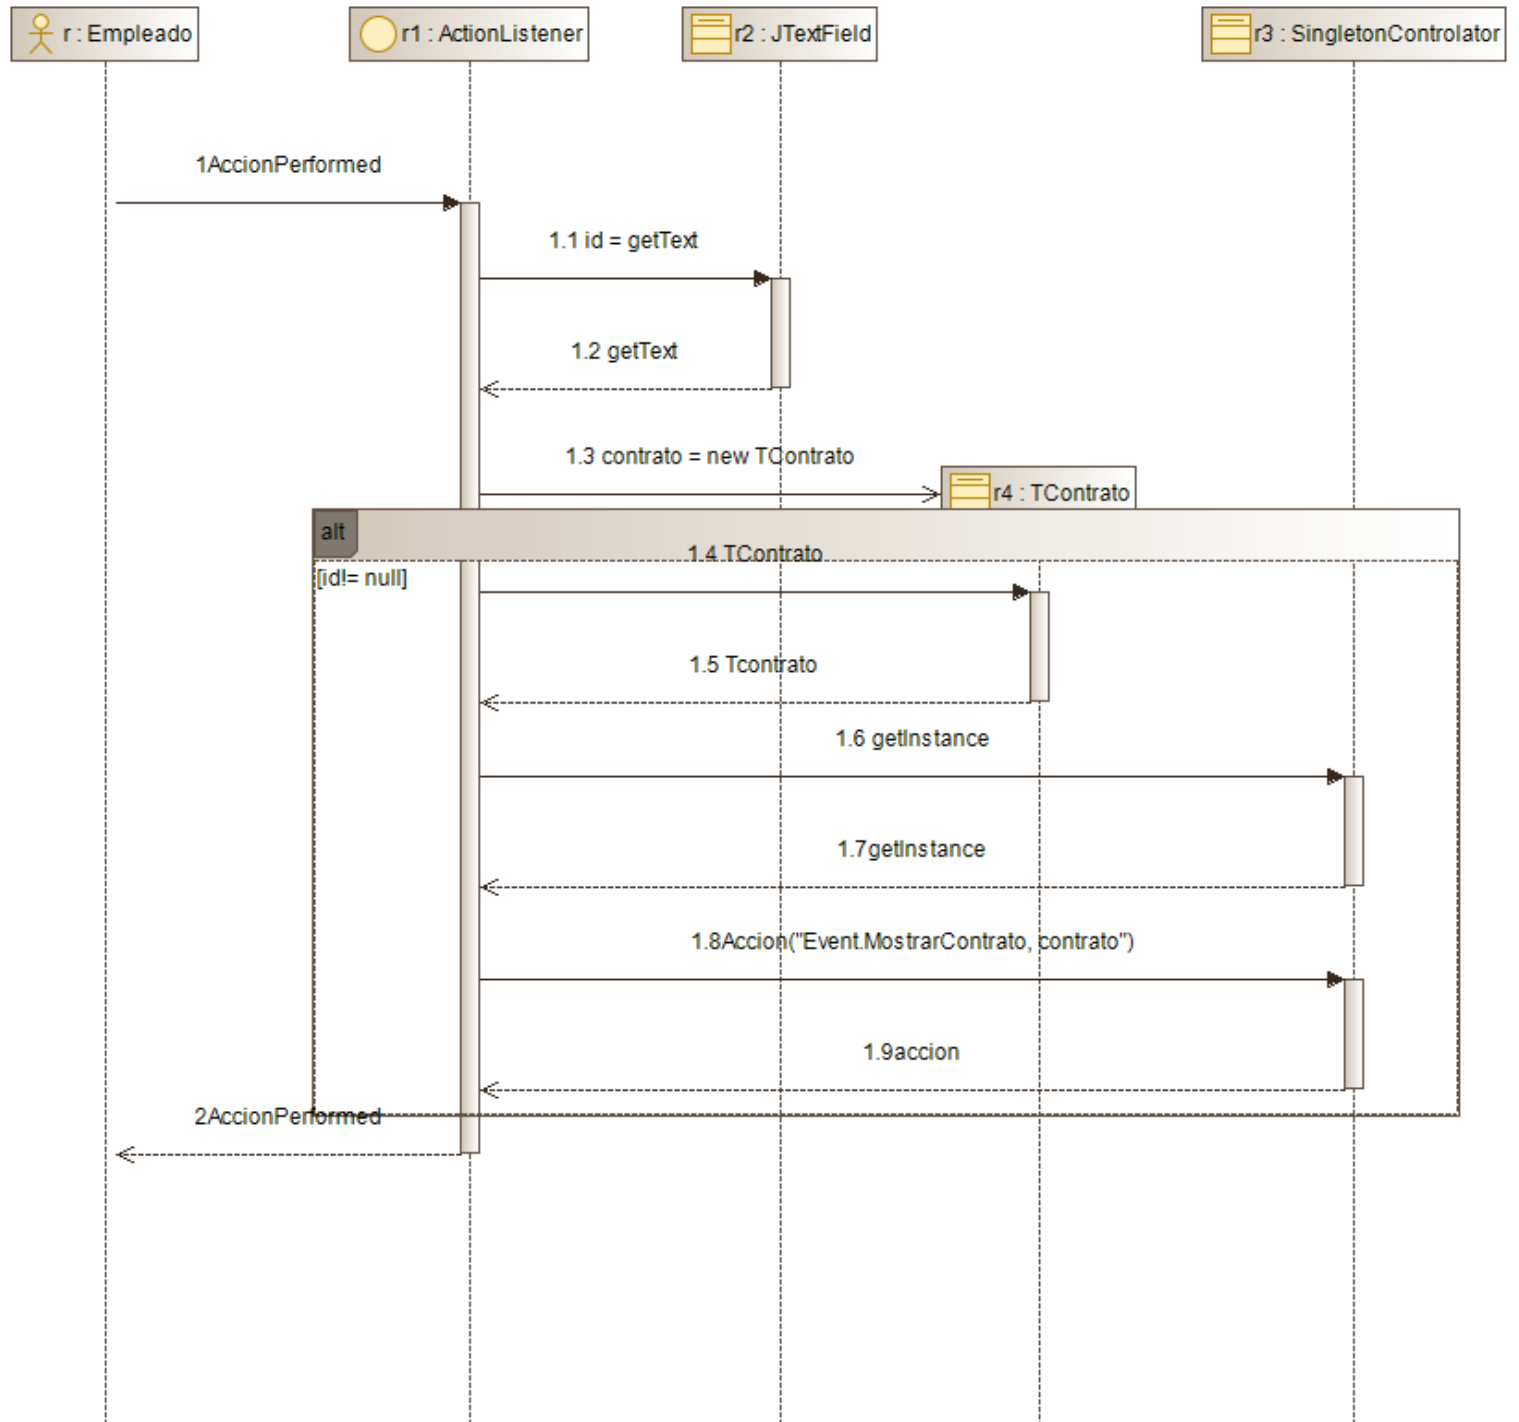 r : Empleado
r1 : ActionListener
r2 : JTextField
r3 : SingletonControlator
1AccionPerformed
1.1 id = getText
1.2 getText
1.3 contrato = new TContrato
r4 : TContrato
alt
1.4 TContrato
[id!= null]
1.5 Tcontrato
1.6 getInstance
1.7getInstance
1.8Accion("Event.MostrarContrato, contrato")
1.9accion
2AccionPerformed